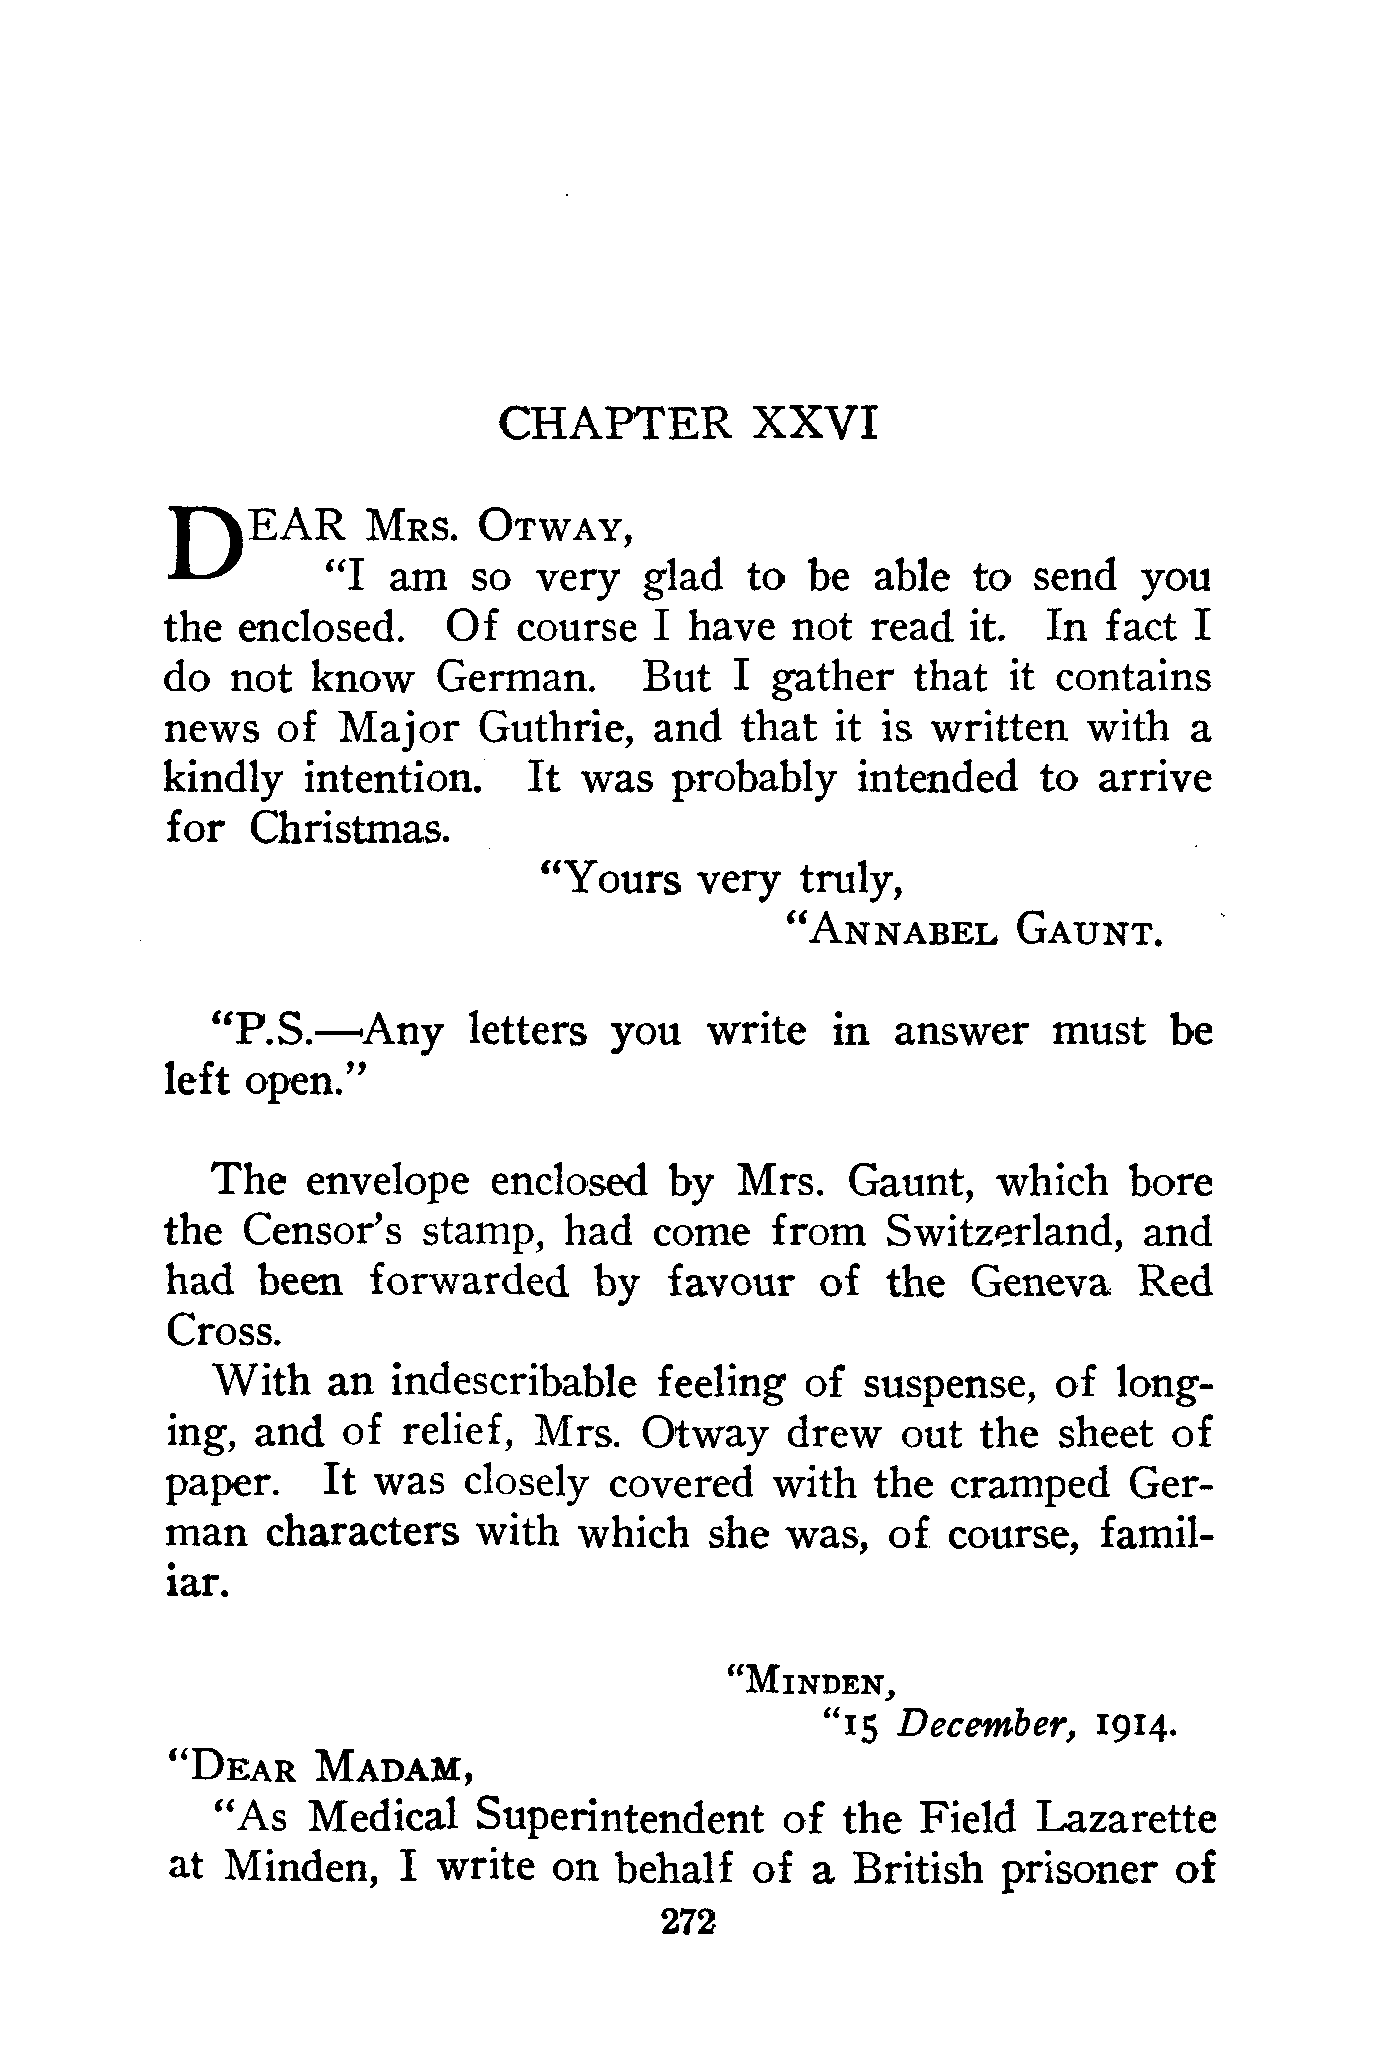 CHAPTER XXVI
DEAR MRS. OTWAY,
"I am so very glad to be able to send you
the enclosed. Of course I have not read it. In fact I
do not know German. But I gather that it contains
news of Major Guthrie, and that it is written with a
kindly intention. It was probably intended to arrive
for Christmas.
"Yours very truly,
"ANNABEL GAUNT.
"P.S.—Any letters you write in answer must be
left open."
The envelope enclosed by Mrs. Gaunt, which bore
the Censor's stamp, had come from Switzerland, and
had been forwarded by favour of the Geneva Red
Cross.
With an indescribable feeling of suspense, of long-
ing, and of relief, Mrs. Otway drew out the sheet of
paper. It was closely covered with the cramped Ger-
man characters with which she was, of course, famil-
iar.
"MINDEN,
"15 December, 1914.
"DEAR MADAM,
"As Medical Superintendent of the Field Lazarette
at Minden, I write on behalf of a British prisoner of
272